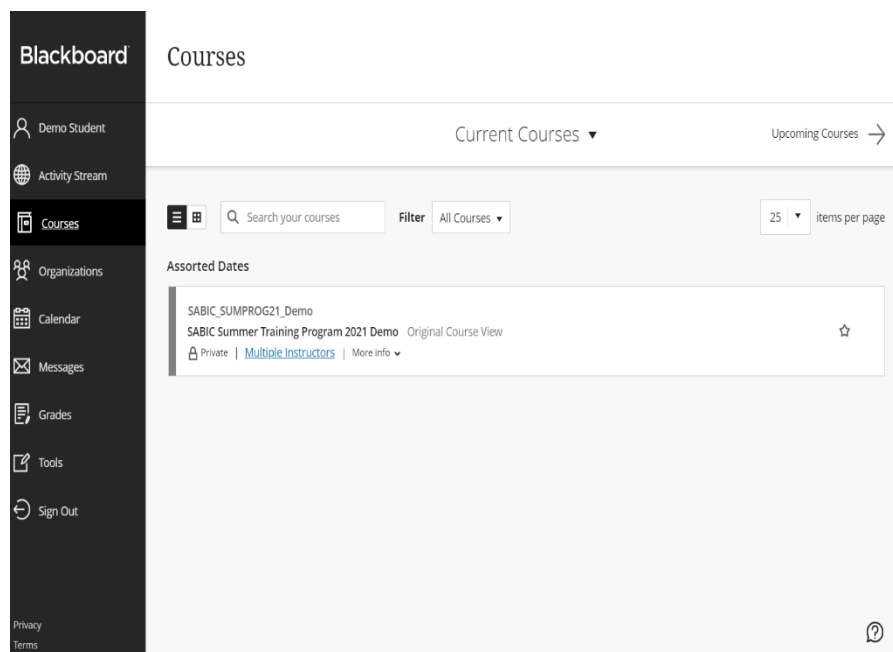 Blackboard
Courses
Demo Student
Activity Stream
Courses
Organizations
Calendar
Messages
Grades
Tools
Sign Out
Privacy
Terms
Current Courses
Upcoming Courses
Search your courses
Filter All Courses
25 items per page
Assorted Dates
SABIC_SUMPROG21_Demo
SABIC Summer Training Program 2021 Demo Original Course View
Private | Multiple Instructors | More info